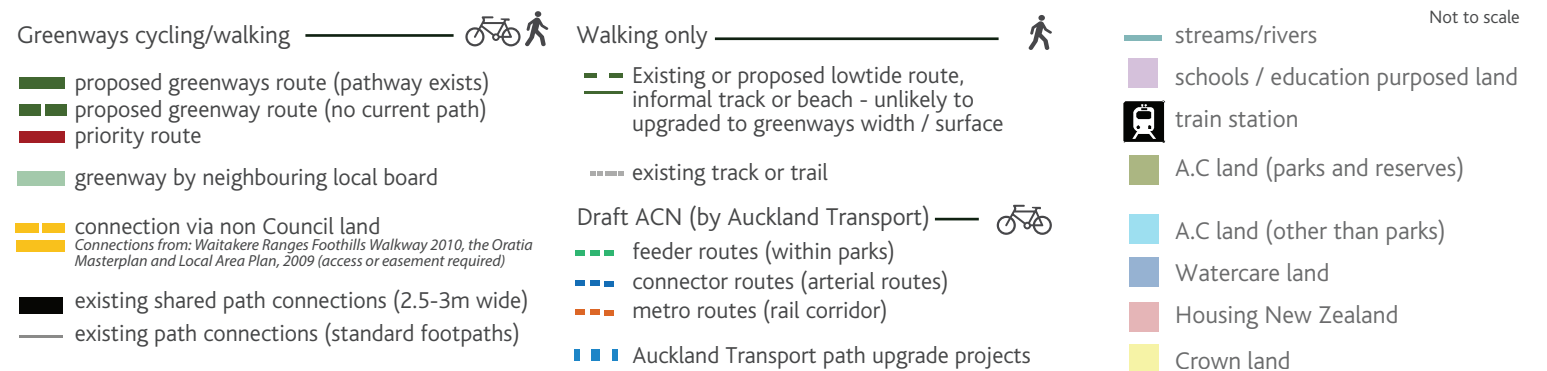 Greenways cycling/walking
proposed greenways route (pathway exists)
proposed greenway route (no current path)
priority route
greenway by neighbouring local board
connection via non Council land
Connections from: Waitakere Ranges Foothills Walkway 2010, the Oratia
Masterplan and Local Area Plan, 2009 (access or easement required)
existing shared path connections (2.5-3m wide)
existing path connections (standard footpaths)
Walking only
Existing or proposed lowtide route,
informal track or beach - unlikely to
upgraded to greenways width / surface
existing track or trail
Draft ACN (by Auckland Transport)
feeder routes (within parks)
connector routes (arterial routes)
metro routes (rail corridor)
Auckland Transport path upgrade projects
Not to scale
streams/rivers
schools / education purposed land
train station
A.C land (parks and reserves)
A.C land (other than parks)
Watercare land
Housing New Zealand
Crown land